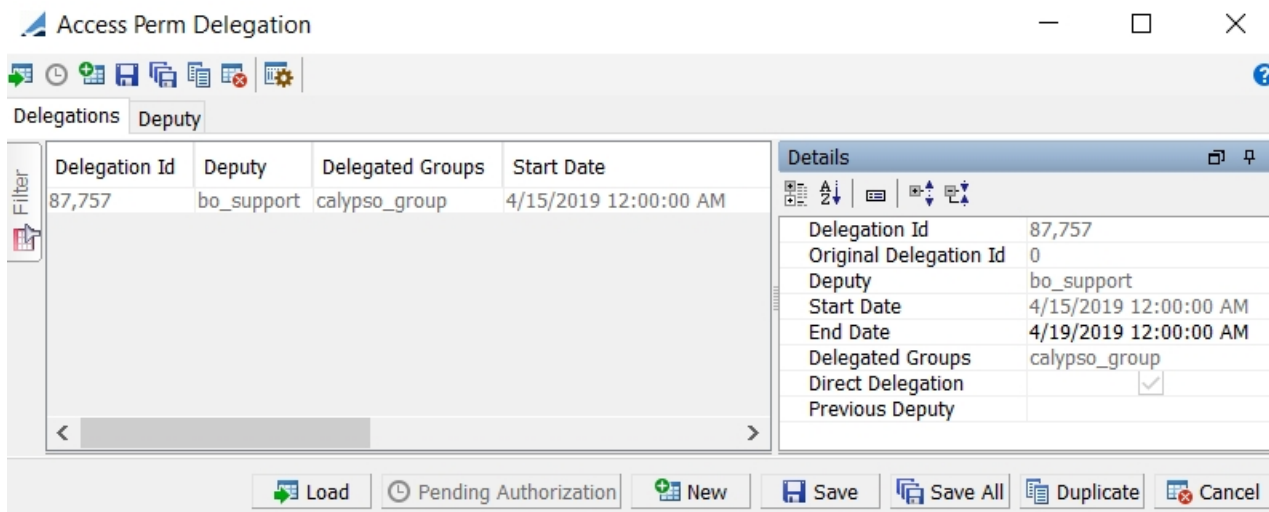 Access Perm Delegation
Delegations Deputy
Filter
Delegation Id Deputy Delegated Groups Start Date
87,757 bo_support calypso_group 4/15/2019 12:00:00 AM
Details
Delegation Id 87,757
Original Delegation Id 0
Deputy bo_support
Start Date 4/15/2019 12:00:00 AM
End Date 4/19/2019 12:00:00 AM
Delegated Groups calypso_group
Direct Delegation
Previous Deputy
Load Pending Authorization New Save Save All Duplicate Cancel